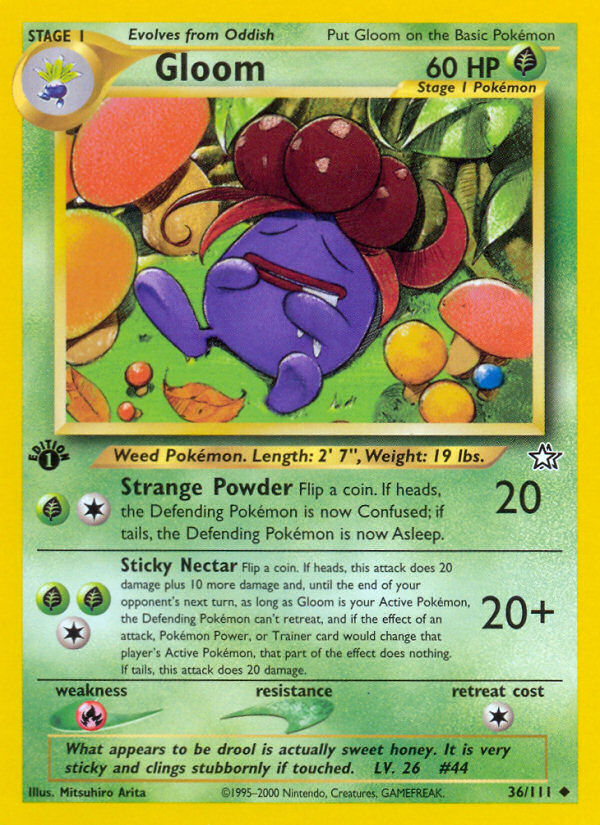 STAGE 1 Evolves from Oddish Put Gloom on the Basic Pokémon
Gloom 60 HP
Stage 1 Pokémon
EDITION
1
Weed Pokémon. Length: 2' 7", Weight: 19 lbs.
Strange Powder Flip a coin. If heads,
the Defending Pokémon is now Confused; if
tails, the Defending Pokémon is now Asleep.
20
Sticky Nectar Flip a coin. If heads, this attack does 20
damage plus 10 more damage and, until the end of your
opponent's next turn, as long as Gloom is your Active Pokémon,
the Defending Pokémon can't retreat, and if the effect of an
attack, Pokémon Power, or Trainer card would change that
player's Active Pokémon, that part of the effect does nothing.
If tails, this attack does 20 damage.
20+
weakness resistance retreat cost
What appears to be drool is actually sweet honey. It is very
sticky and clings stubbornly if touched. LV. 26 #44
Illus. Mitsuhiro Arita ©1995-2000 Nintendo, Creatures, GAMEFREAK. 36/111